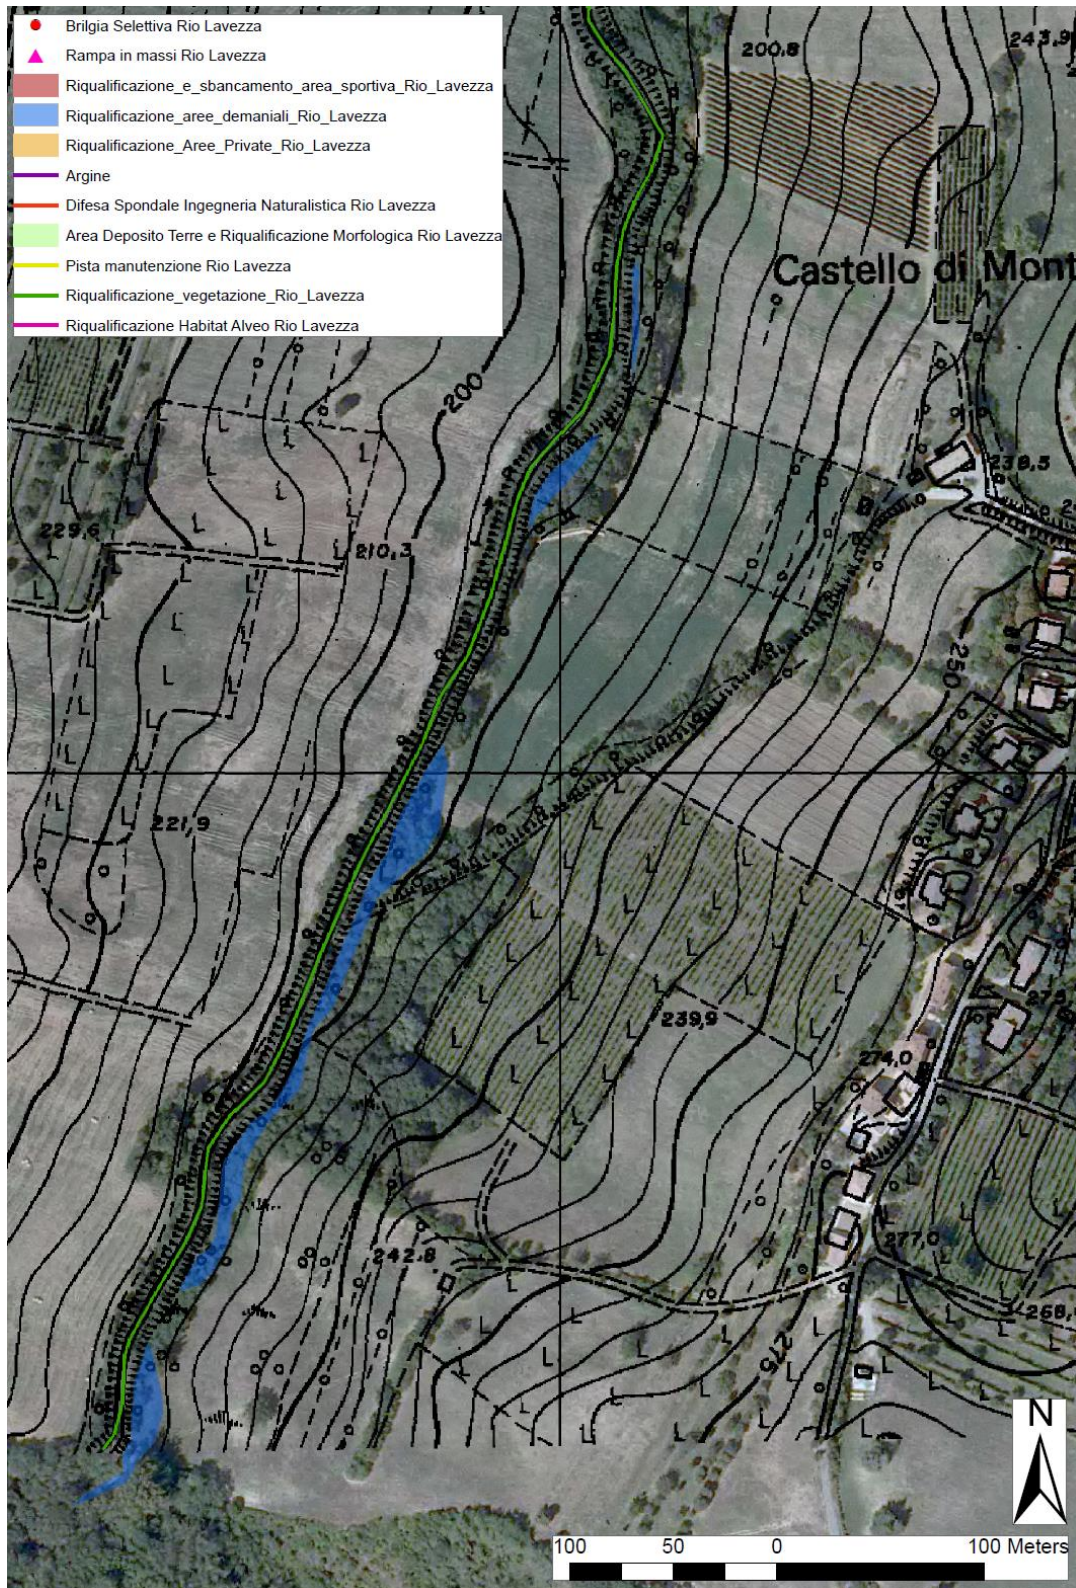 Brilgia Selettiva Rio Lavezza
Rampa in massi Rio Lavezza
Riqualificazione_e_sbancamento_area_sportiva_Rio_Lavezza
Riqualificazione_aree_demaniali_Rio_Lavezza
Riqualificazione_Aree_Private_Rio_Lavezza
Argine
Difesa Spondale Ingegneria Naturalistica Rio Lavezza
Area Deposito Terre e Riqualificazione Morfologica Rio Lavezza
Pista manutenzione Rio Lavezza
Riqualificazione_vegetazione_Rio_Lavezza
Riqualificazione Habitat Alveo Rio Lavezza
200.8
243.9
Castello di Mont
200
238,5
229,6
210,3
250
221,9
239,9
275
274,0
242.8
277,0
268,
275
N
100 50 0 100 Meters